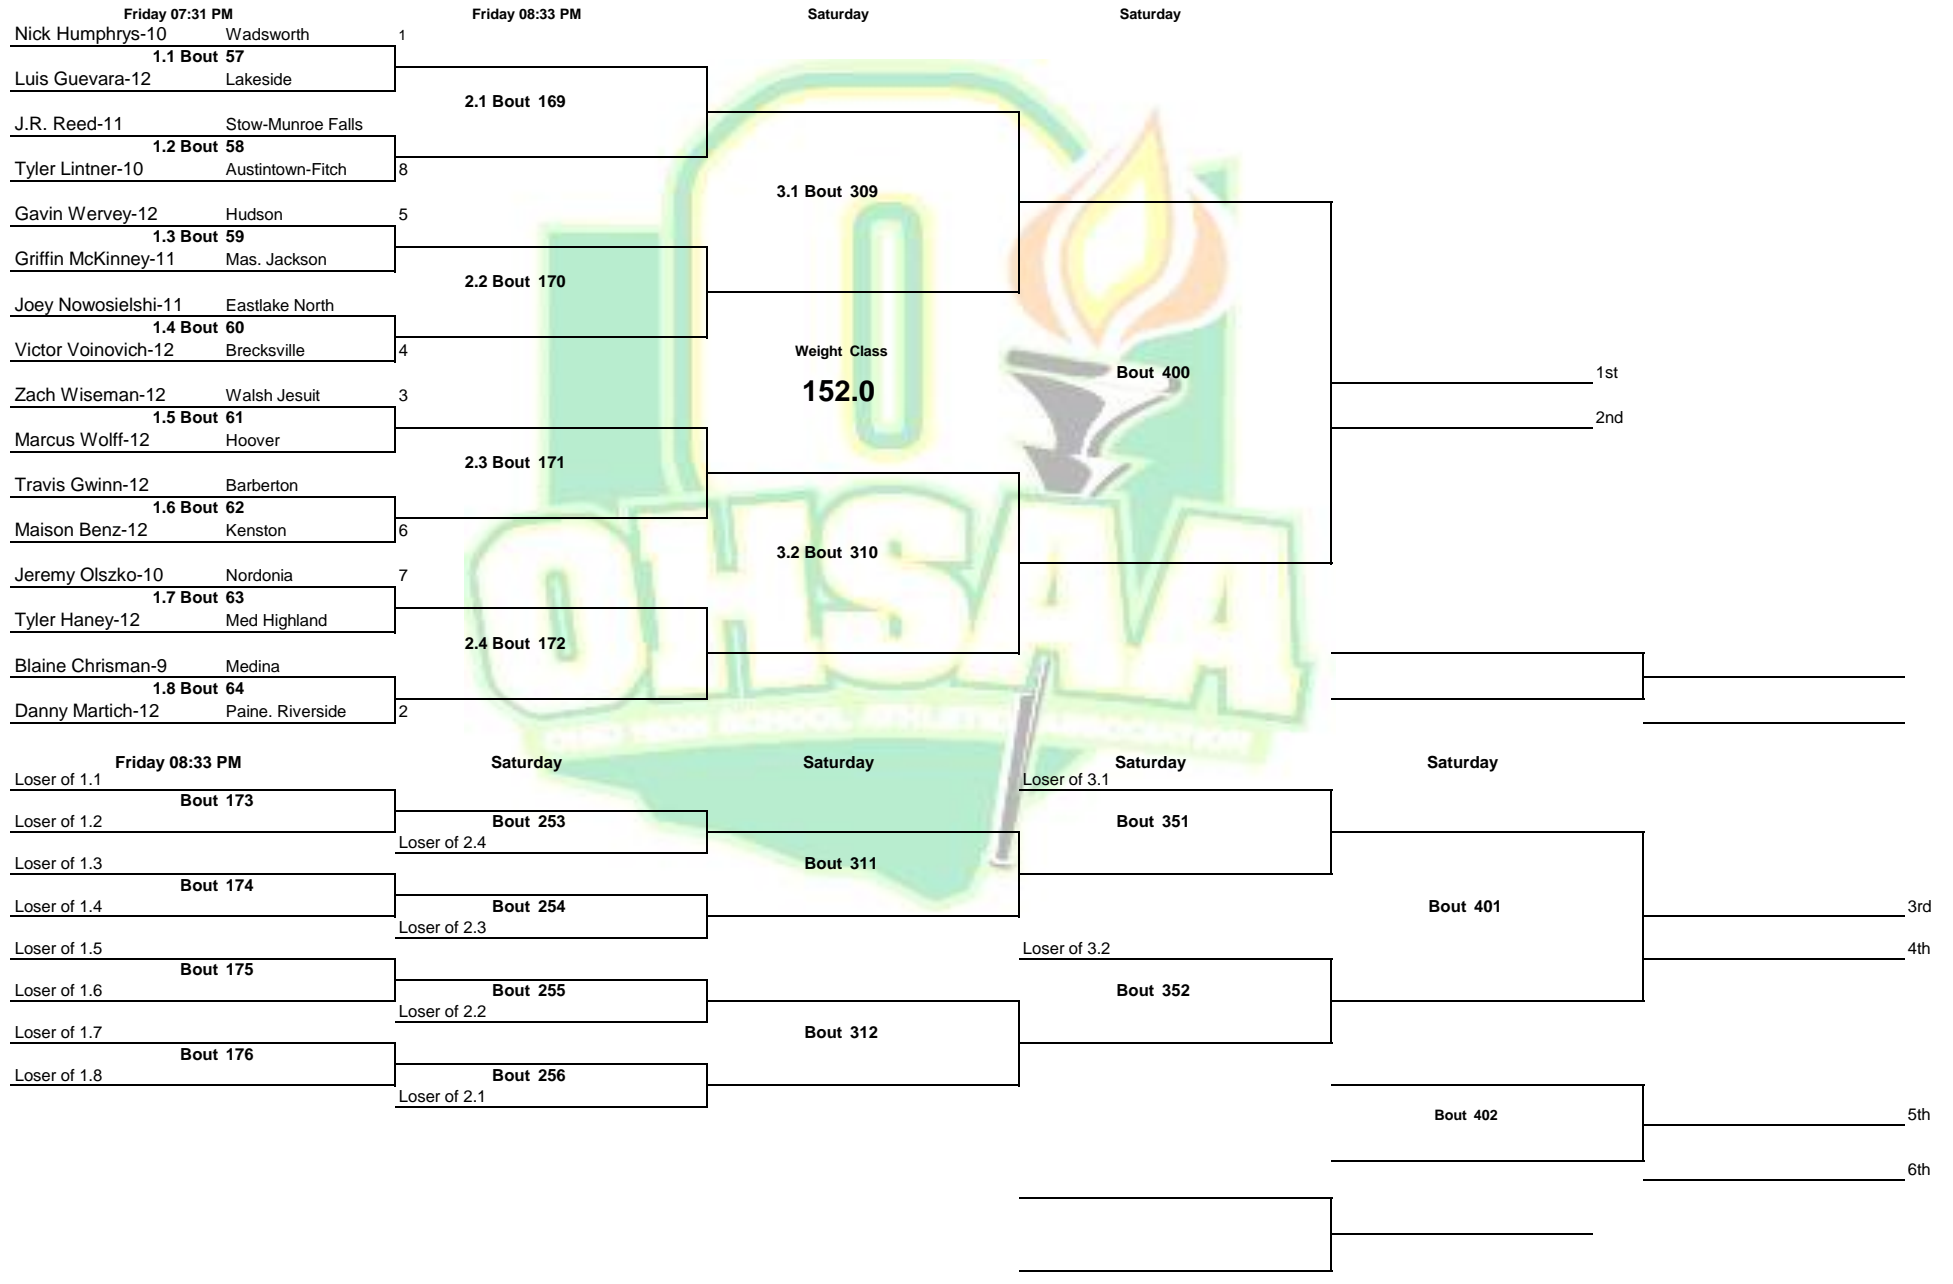 Friday 07:31 PM Friday 08:33 PM Saturday Saturday
Nick Humphrys-10 Wadsworth 1
1.1 Bout 57
Luis Guevara-12 Lakeside
2.1 Bout 169
J.R. Reed-11 Stow-Munroe Falls
1.2 Bout 58
Tyler Lintner-10 Austintown-Fitch 8
3.1 Bout 309
Gavin Wervey-12 Hudson 5
1.3 Bout 59
Griffin McKinney-11 Mas. Jackson
2.2 Bout 170
Joey Nowosielshi-11 Eastlake North
1.4 Bout 60
Victor Voinovich-12 Brecksville 4
Weight Class
Bout 400
1st
152.0
Zach Wiseman-12 Walsh Jesuit 3
1.5 Bout 61
2nd
Marcus Wolff-12 Hoover
2.3 Bout 171
Travis Gwinn-12 Barberton
1.6 Bout 62
Maison Benz-12 Kenston 6
3.2 Bout 310
Jeremy Olszko-10 Nordonia 7
1.7 Bout 63
Tyler Haney-12 Med Highland
2.4 Bout 172
Blaine Chrisman-9 Medina
1.8 Bout 64
Danny Martich-12 Paine. Riverside 2
OHSAA
OHIO HIGH SCHOOL ATHLETIC ASSOCIATION
Friday 08:33 PM Saturday Saturday Saturday Saturday
Loser of 1.1 Loser of 3.1
Bout 173
Loser of 1.2 Bout 253 Bout 351
Loser of 2.4
Loser of 1.3 Bout 311
Bout 174
Loser of 1.4 Bout 254 Bout 401 3rd
Loser of 2.3
Loser of 1.5 Loser of 3.2 4th
Bout 175
Loser of 1.6 Bout 255 Bout 352
Loser of 2.2
Loser of 1.7 Bout 312
Bout 176
Loser of 1.8 Bout 256
Loser of 2.1
Bout 402 5th
6th